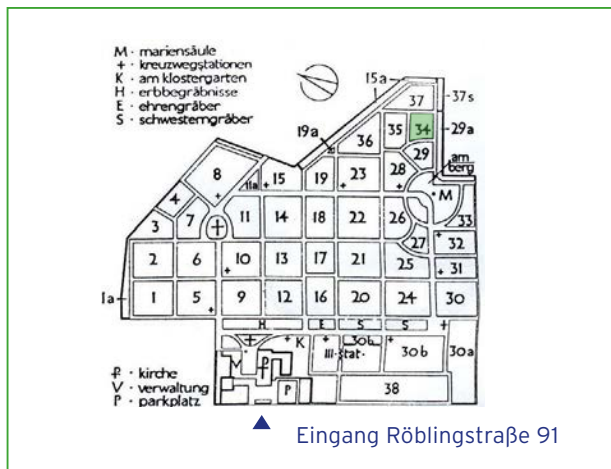 M · mariensäule
+ · kreuzwegstationen
K · am klostergarten
H · erbbegräbnisse
E · ehrengräber
S · schwesterngräber
15a
37
37s
19a
36
35
34
29a
29
am berg
8
11a
15
19
23
28
M
4
3
7
11
14
18
22
26
33
27
32
2
6
10
13
17
21
25
31
1a
1
5
9
12
16
20
24
30
H
E
S
S
K
III · stat ·
30b
30b
30a
V
P
38
kirche
V · verwaltung
P · parkplatz
Eingang Röblingstraße 91